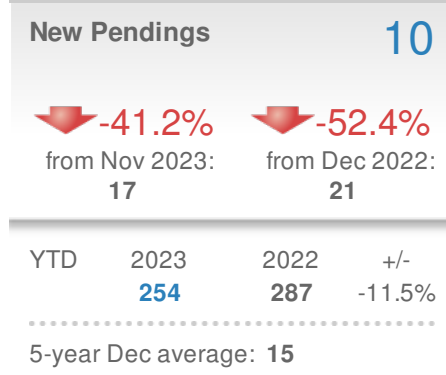 New Pendings 10
-41.2% -52.4%
from Nov 2023: from Dec 2022:
17 21
YTD 2023 2022 +/-
254 287 -11.5%
5-year Dec average: 15